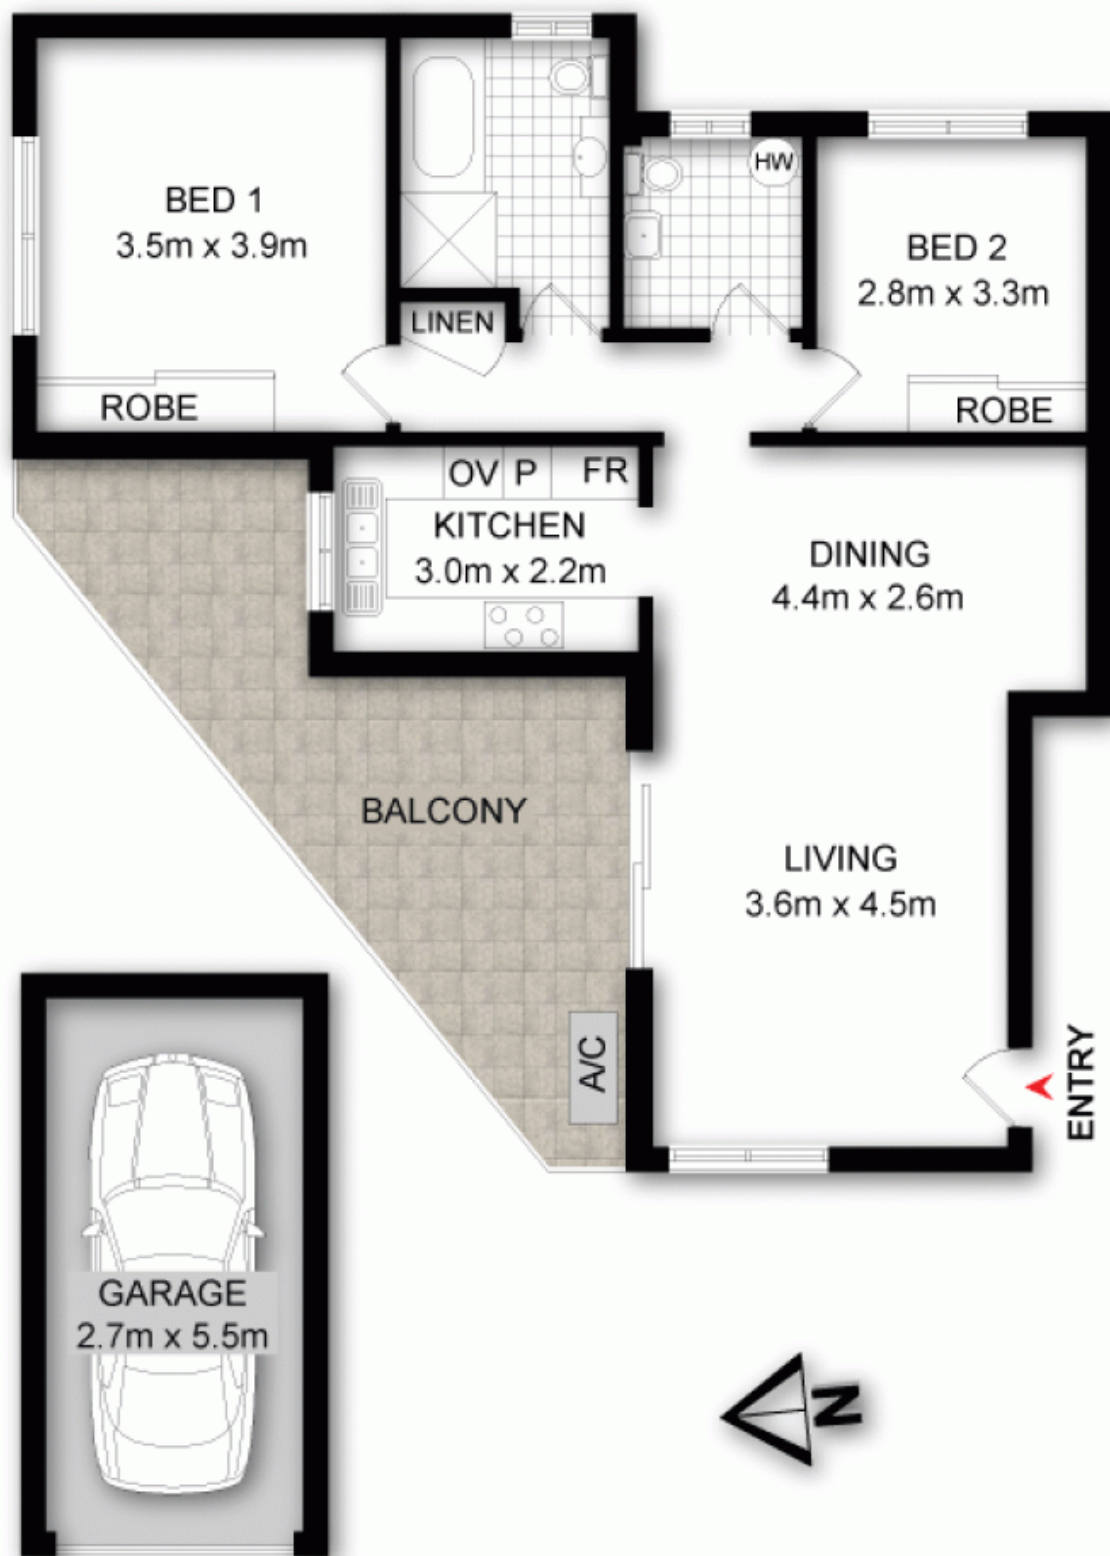 BED 1
3.5m x 3.9m
HW
BED 2
2.8m x 3.3m
LINEN
ROBE
ROBE
OV
P
FR
KITCHEN
3.0m x 2.2m
DINING
4.4m x 2.6m
BALCONY
LIVING
3.6m x 4.5m
A/C
ENTRY
GARAGE
2.7m x 5.5m
N